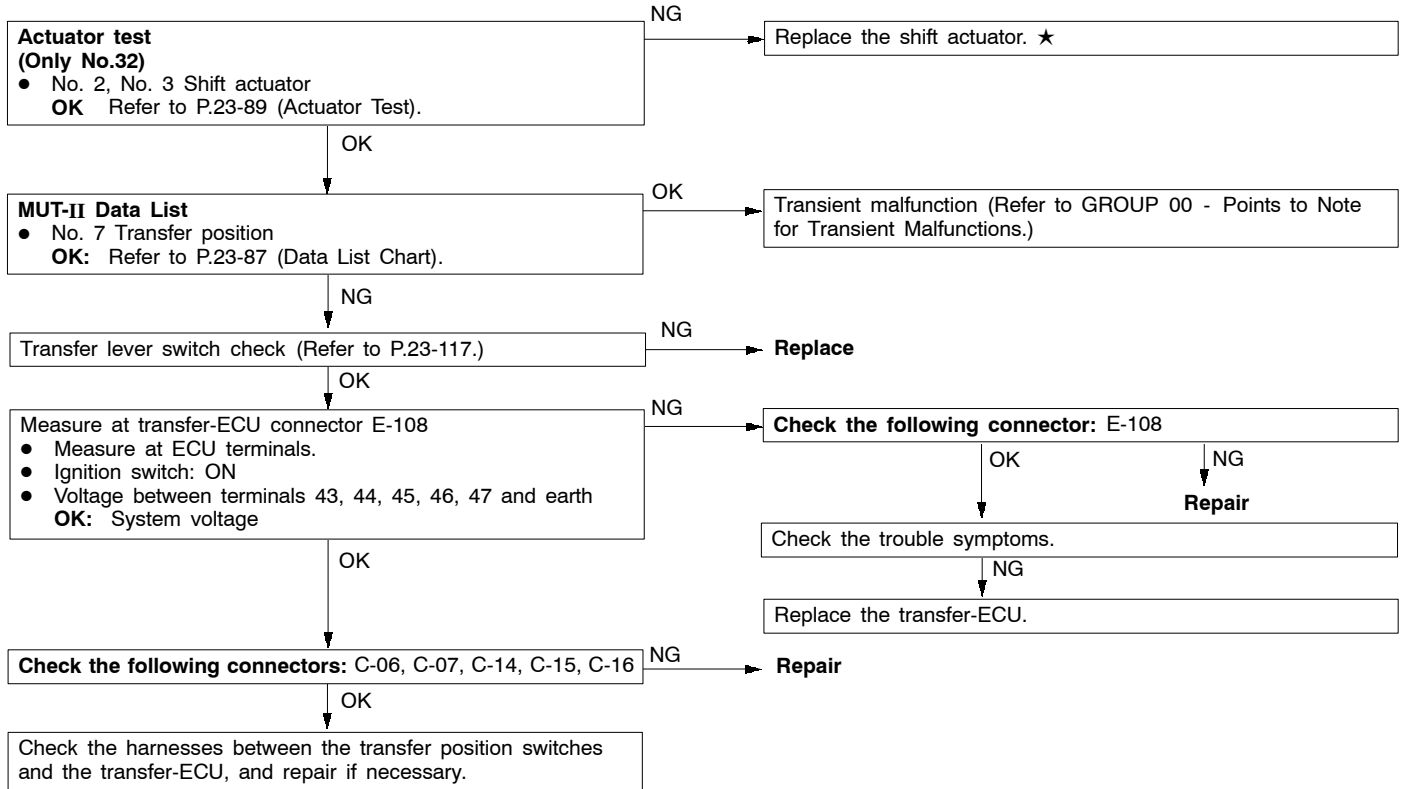 Actuator test
(Only No.32)
● No. 2, No. 3 Shift actuator
OK Refer to P.23-89 (Actuator Test).
NG
Replace the shift actuator. ★
OK
MUT-II Data List
● No. 7 Transfer position
OK: Refer to P.23-87 (Data List Chart).
OK
Transient malfunction (Refer to GROUP 00 - Points to Note
for Transient Malfunctions.)
NG
Transfer lever switch check (Refer to P.23-117.)
NG
Replace
OK
Measure at transfer-ECU connector E-108
● Measure at ECU terminals.
● Ignition switch: ON
● Voltage between terminals 43, 44, 45, 46, 47 and earth
OK: System voltage
NG
Check the following connector: E-108
OK
NG
Repair
Check the trouble symptoms.
NG
Replace the transfer-ECU.
OK
Check the following connectors: C-06, C-07, C-14, C-15, C-16
NG
Repair
OK
Check the harnesses between the transfer position switches
and the transfer-ECU, and repair if necessary.